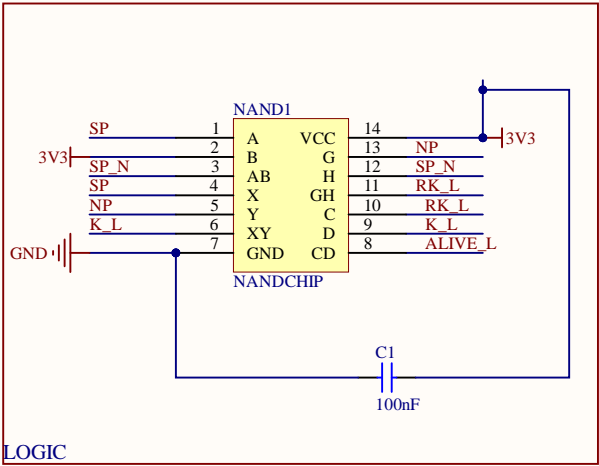 NAND1
SP 1 A VCC 14 3V3
3V3 2 B G 13 NP
SP_N 3 AB H 12 SP_N
SP 4 X GH 11 RK_L
NP 5 Y C 10 RK_L
K_L 6 XY D 9 K_L
GND 7 GND CD 8 ALIVE_L
NANDCHIP
C1
100nF
LOGIC